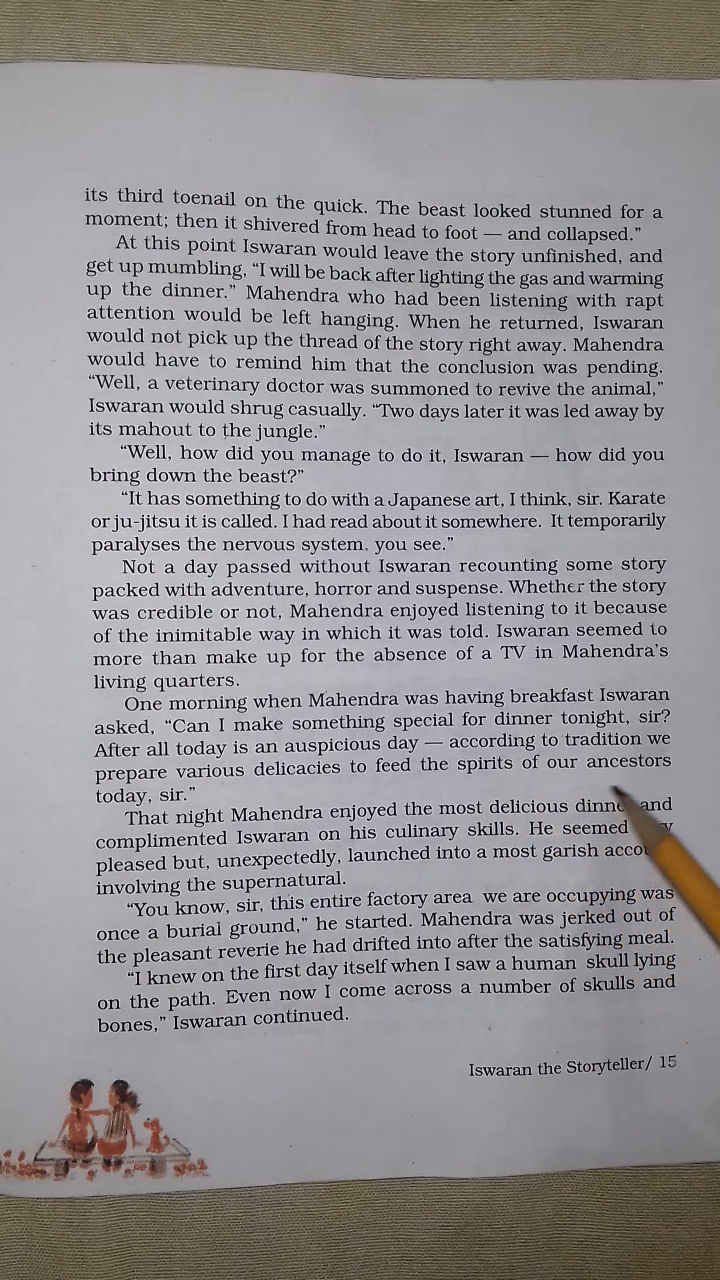 its third toenail on the quick. The beast looked stunned for a
moment; then it shivered from head to foot — and collapsed.”
At this point Iswaran would leave the story unfinished, and
get up mumbling, “I will be back after lighting the gas and warming
up the dinner.” Mahendra who had been listening with rapt
attention would be left hanging. When he returned, Iswaran
would not pick up the thread of the story right away. Mahendra
would have to remind him that the conclusion was pending.
“Well, a veterinary doctor was summoned to revive the animal,”
Iswaran would shrug casually. “Two days later it was led away by
its mahout to the jungle.”
“Well, how did you manage to do it, Iswaran — how did you
bring down the beast?”
“It has something to do with a Japanese art, I think, sir. Karate
or ju-jitsu it is called. I had read about it somewhere. It temporarily
paralyses the nervous system, you see.”
Not a day passed without Iswaran recounting some story
packed with adventure, horror and suspense. Whether the story
was credible or not, Mahendra enjoyed listening to it because
of the inimitable way in which it was told. Iswaran seemed to
more than make up for the absence of a TV in Mahendra’s
living quarters.
One morning when Mahendra was having breakfast Iswaran
asked, “Can I make something special for dinner tonight, sir?
After all today is an auspicious day — according to tradition we
prepare various delicacies to feed the spirits of our ancestors
today, sir.”
That night Mahendra enjoyed the most delicious and
complimented Iswaran on his culinary skills. He seemed
pleased but, unexpectedly, launched into a most garish
involving the supernatural.
“You know, sir, this entire factory area we are occupying was
once a burial ground,” he started. Mahendra was jerked out of
the pleasant reverie he had drifted into after the satisfying meal.
“I knew on the first day itself when I saw a human skull lying
on the path. Even now I come across a number of skulls and
bones,” Iswaran continued.
Iswaran the Storyteller/ 15